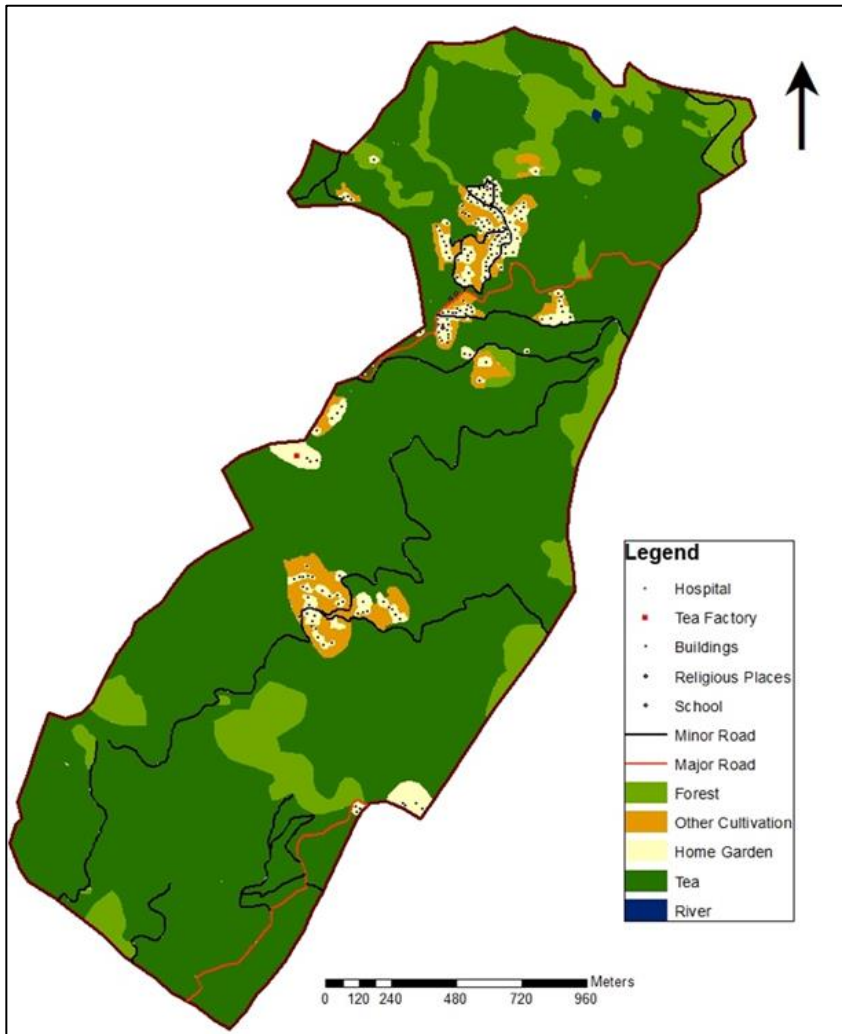 Legend
Hospital
Tea Factory
Buildings
Religious Places
School
Minor Road
Major Road
Forest
Other Cultivation
Home Garden
Tea
River
Meters
0 120 240 480 720 960